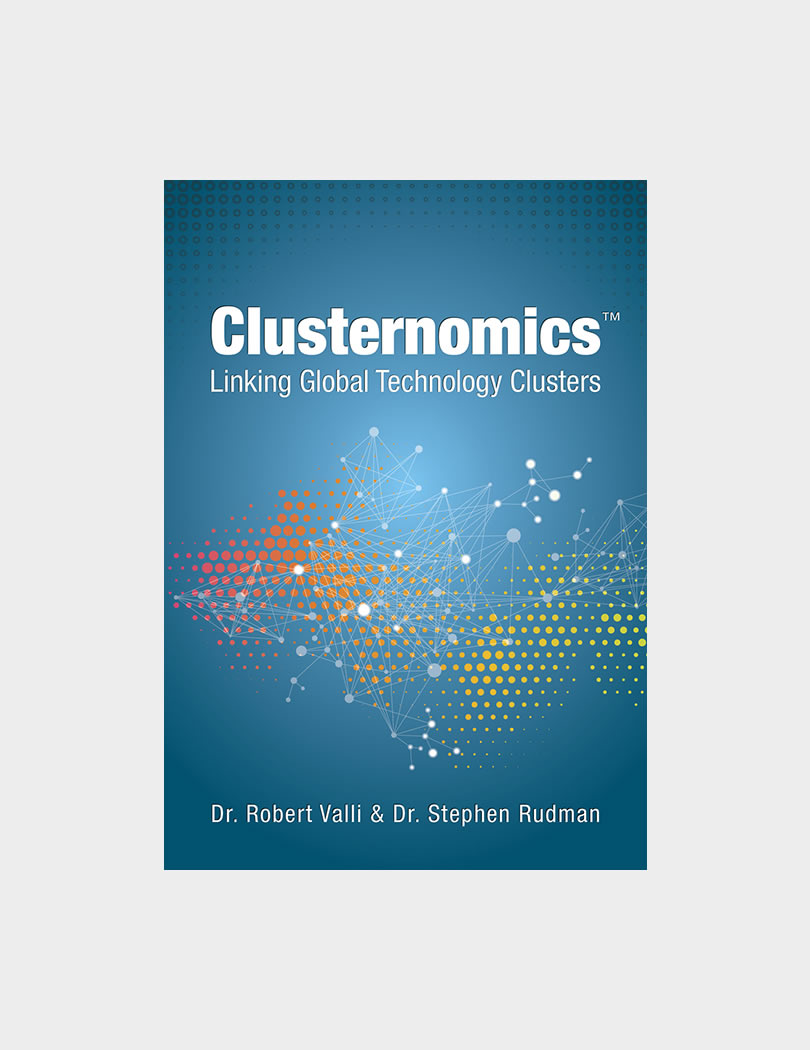 Clusternomics™
Linking Global Technology Clusters
Dr. Robert Valli & Dr. Stephen Rudman